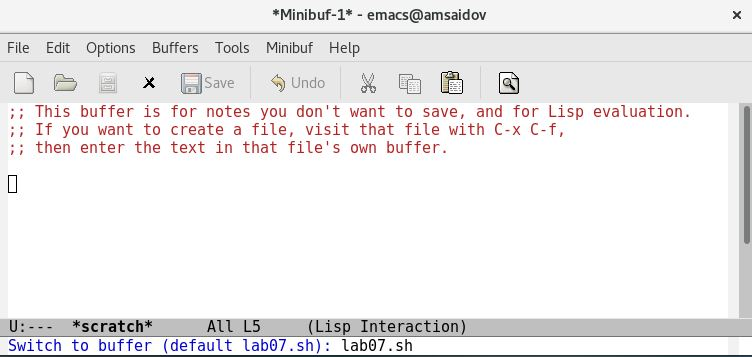 *Minibuf-1* - emacs@amsaidov
File Edit Options Buffers Tools Minibuf Help
Save Undo
;; This buffer is for notes you don't want to save, and for Lisp evaluation.
;; If you want to create a file, visit that file with C-x C-f,
;; then enter the text in that file's own buffer.
U:--- *scratch* All L5 (Lisp Interaction)
Switch to buffer (default lab07.sh): lab07.sh